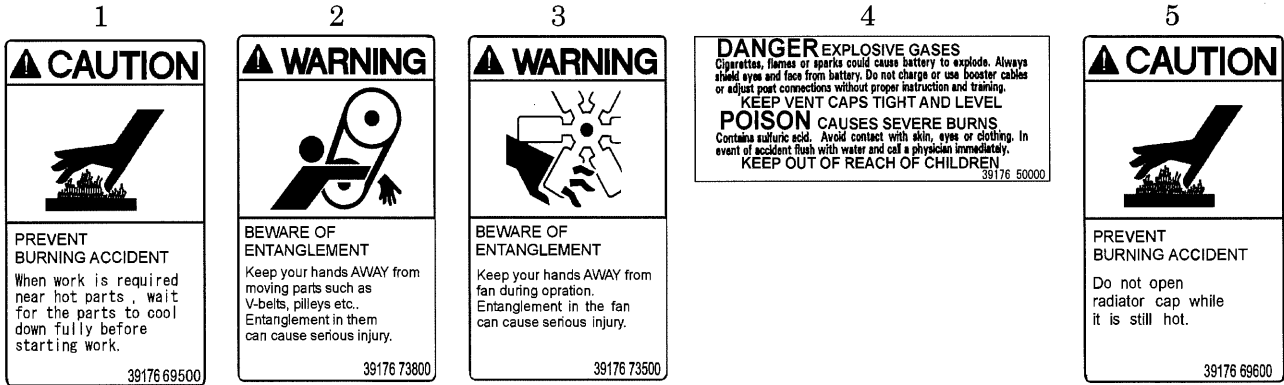 1
CAUTION
PREVENT
BURNING ACCIDENT
When work is required
near hot parts , wait
for the parts to cool
down fully before
starting work.
39176 69500
2
WARNING
BEWARE OF
ENTANGLEMENT
Keep your hands AWAY from
moving parts such as
V-belts, pilleys etc..
Entanglement in them
can cause serious injury.
39176 73800
3
WARNING
BEWARE OF
ENTANGLEMENT
Keep your hands AWAY from
fan during opration.
Entanglement in the fan
can cause serious injury.
39176 73500
4
DANGER EXPLOSIVE GASES
Cigarettes, flames or sparks could cause battery to explode. Always
shield eyes and face from battery. Do not charge or use booster cables
or adjust post connections without proper instruction and training.
KEEP VENT CAPS TIGHT AND LEVEL
POISON CAUSES SEVERE BURNS
Contains sulfuric acid. Avoid contact with skin, eyes or clothing. In
event of accident flush with water and call a physician immediately.
KEEP OUT OF REACH OF CHILDREN
39176 50000
5
CAUTION
PREVENT
BURNING ACCIDENT
Do not open
radiator cap while
it is still hot.
39176 69600